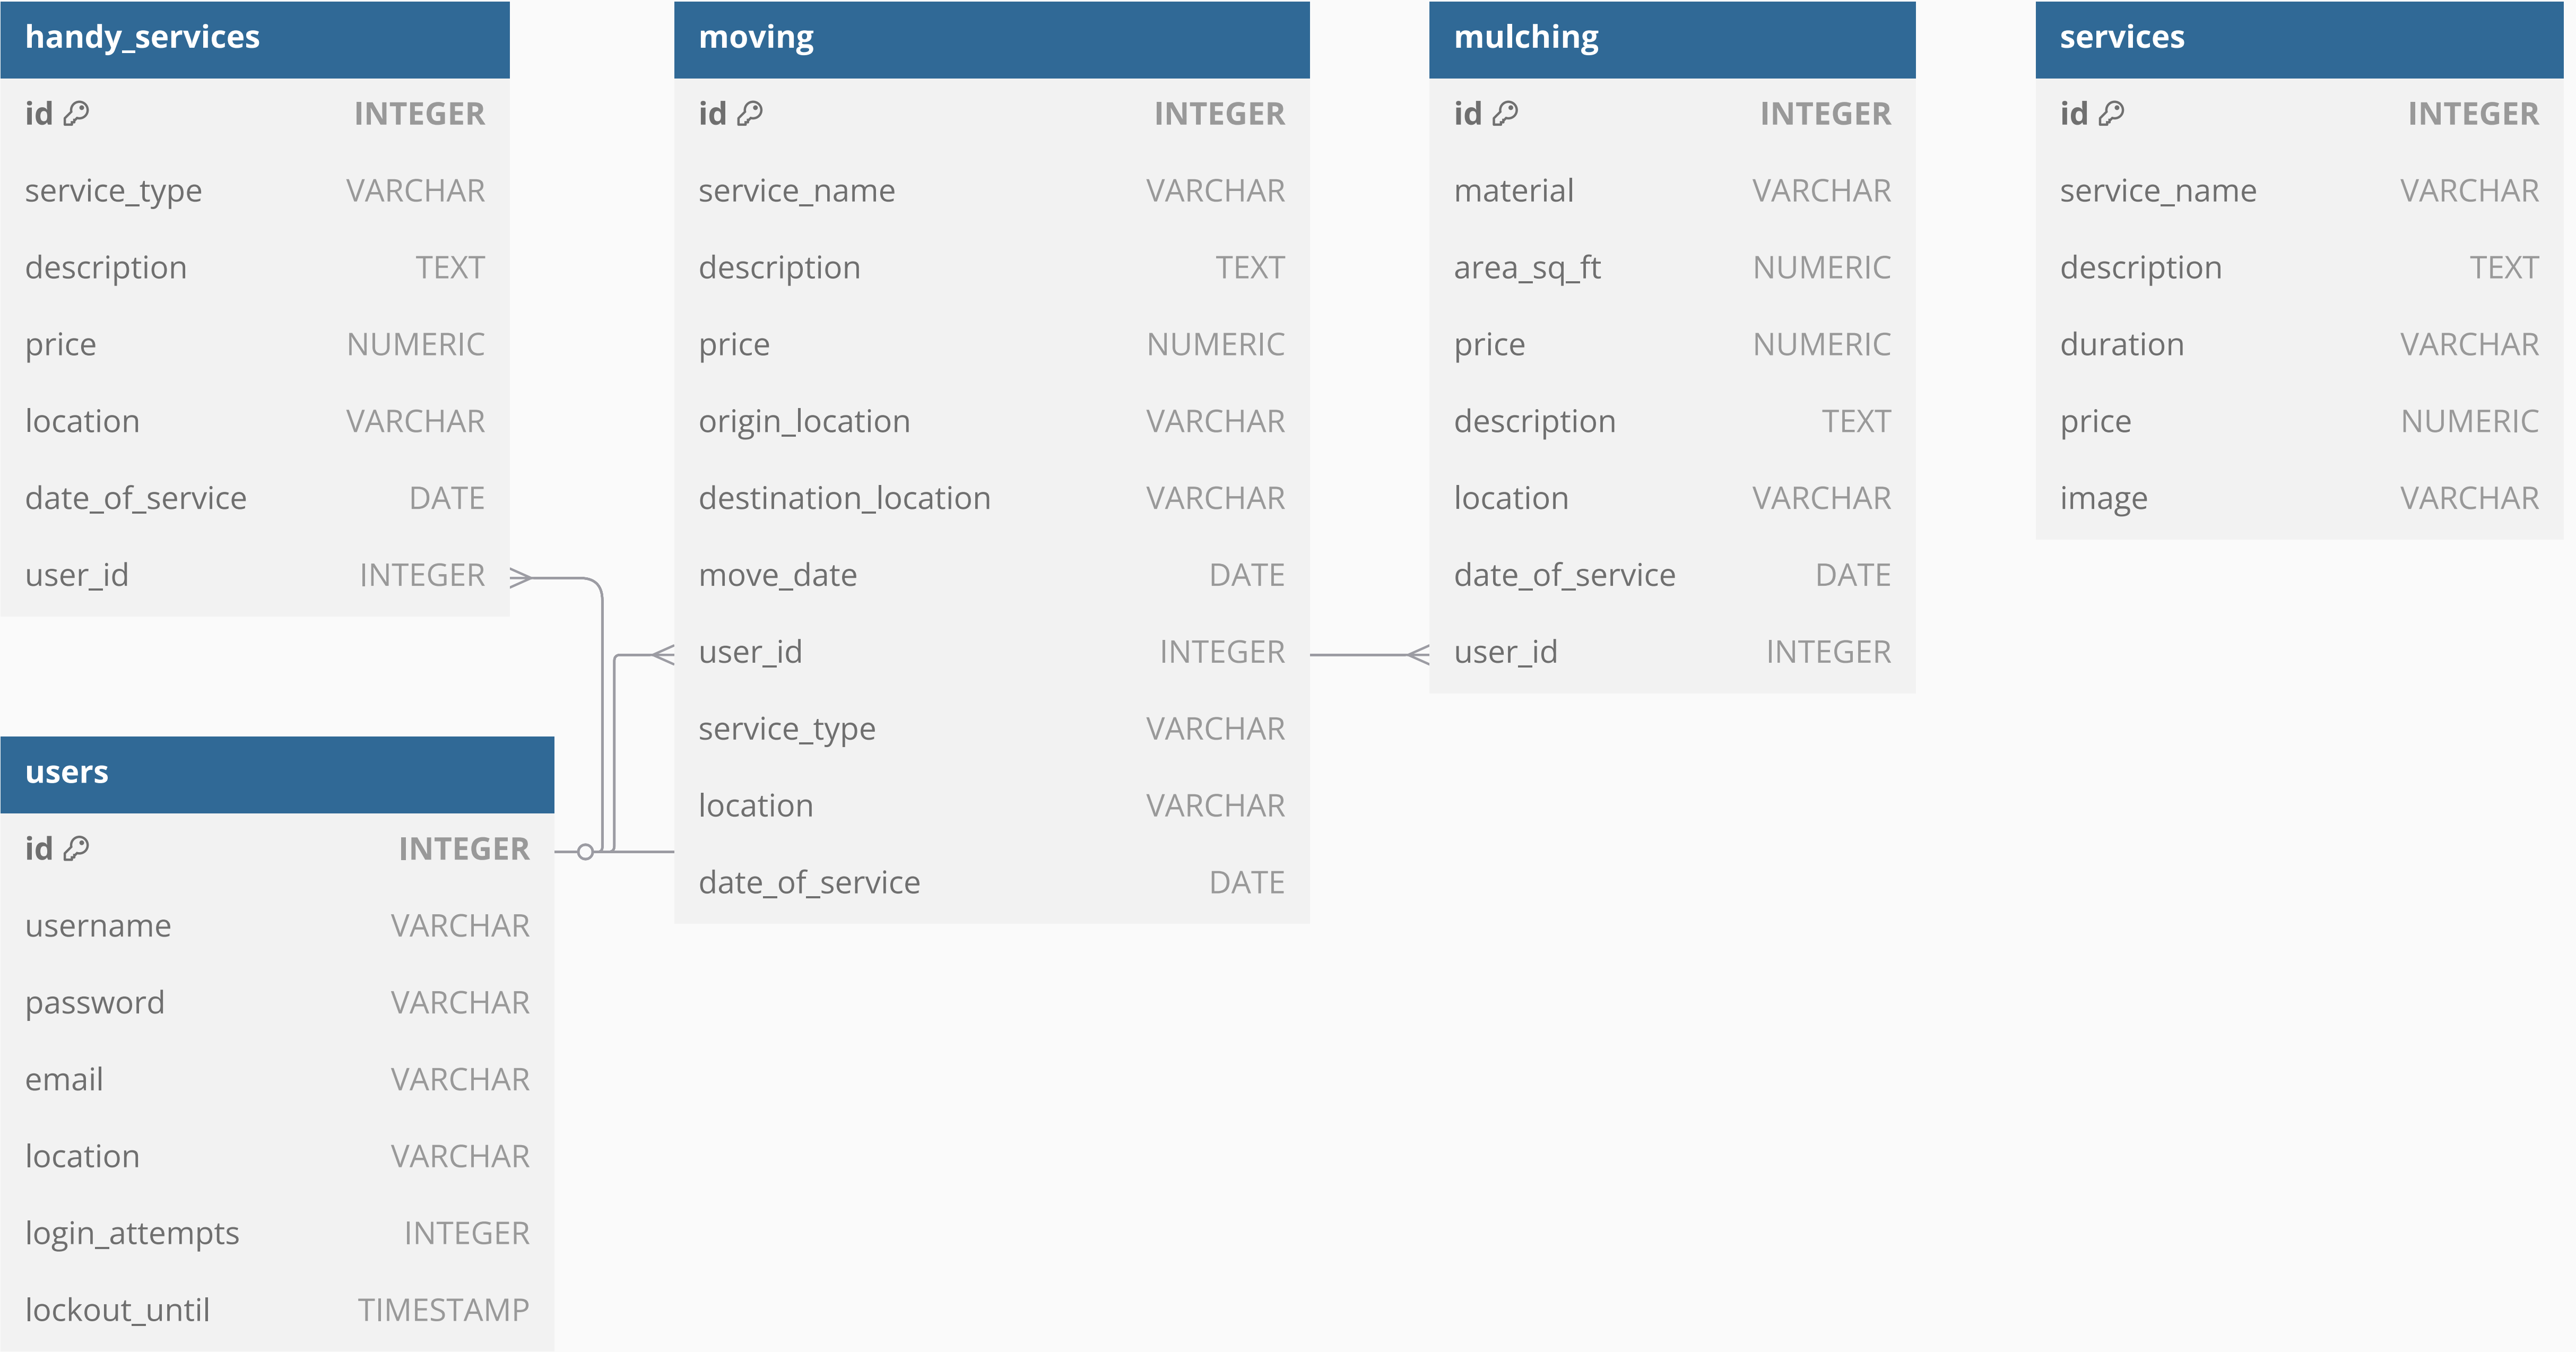 handy_services
id INTEGER
service_type VARCHAR
description TEXT
price NUMERIC
location VARCHAR
date_of_service DATE
user_id INTEGER
users
id INTEGER
username VARCHAR
password VARCHAR
email VARCHAR
location VARCHAR
login_attempts INTEGER
lockout_until TIMESTAMP
moving
id INTEGER
service_name VARCHAR
description TEXT
price NUMERIC
origin_location VARCHAR
destination_location VARCHAR
move_date DATE
user_id INTEGER
service_type VARCHAR
location VARCHAR
date_of_service DATE
mulching
id INTEGER
material VARCHAR
area_sq_ft NUMERIC
price NUMERIC
description TEXT
location VARCHAR
date_of_service DATE
user_id INTEGER
services
id INTEGER
service_name VARCHAR
description TEXT
duration VARCHAR
price NUMERIC
image VARCHAR